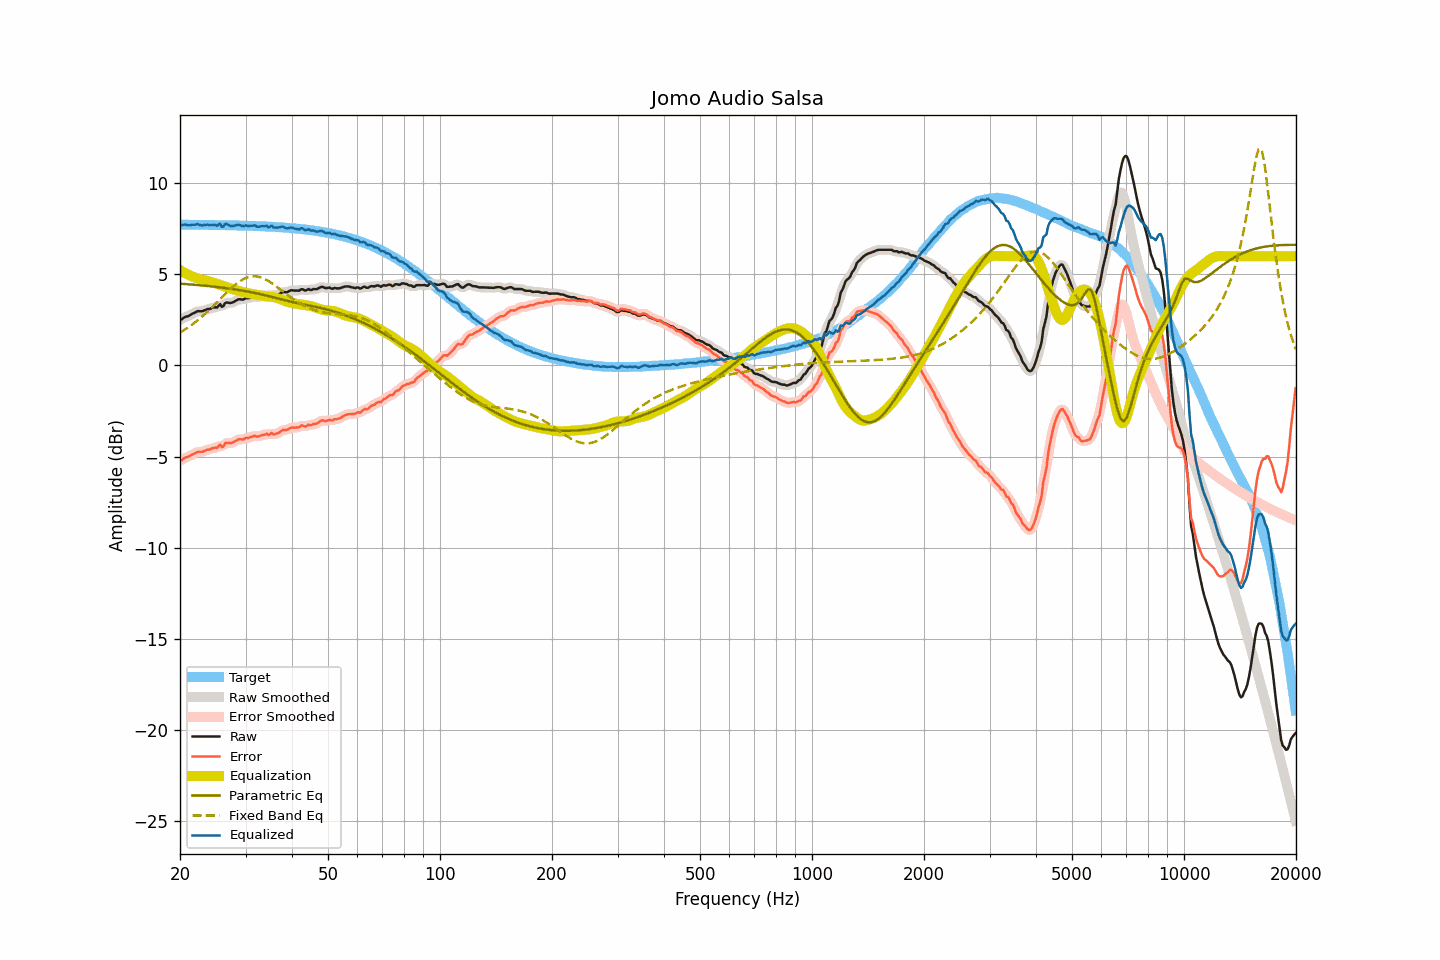 Jomo Audio Salsa
Amplitude (dBr)
10
5
0
−5
−10
−15
−20
−25
Target
Raw Smoothed
Error Smoothed
Raw
Error
Equalization
Parametric Eq
Fixed Band Eq
Equalized
20 50 100 200 500 1000 2000 5000 10000 20000
Frequency (Hz)